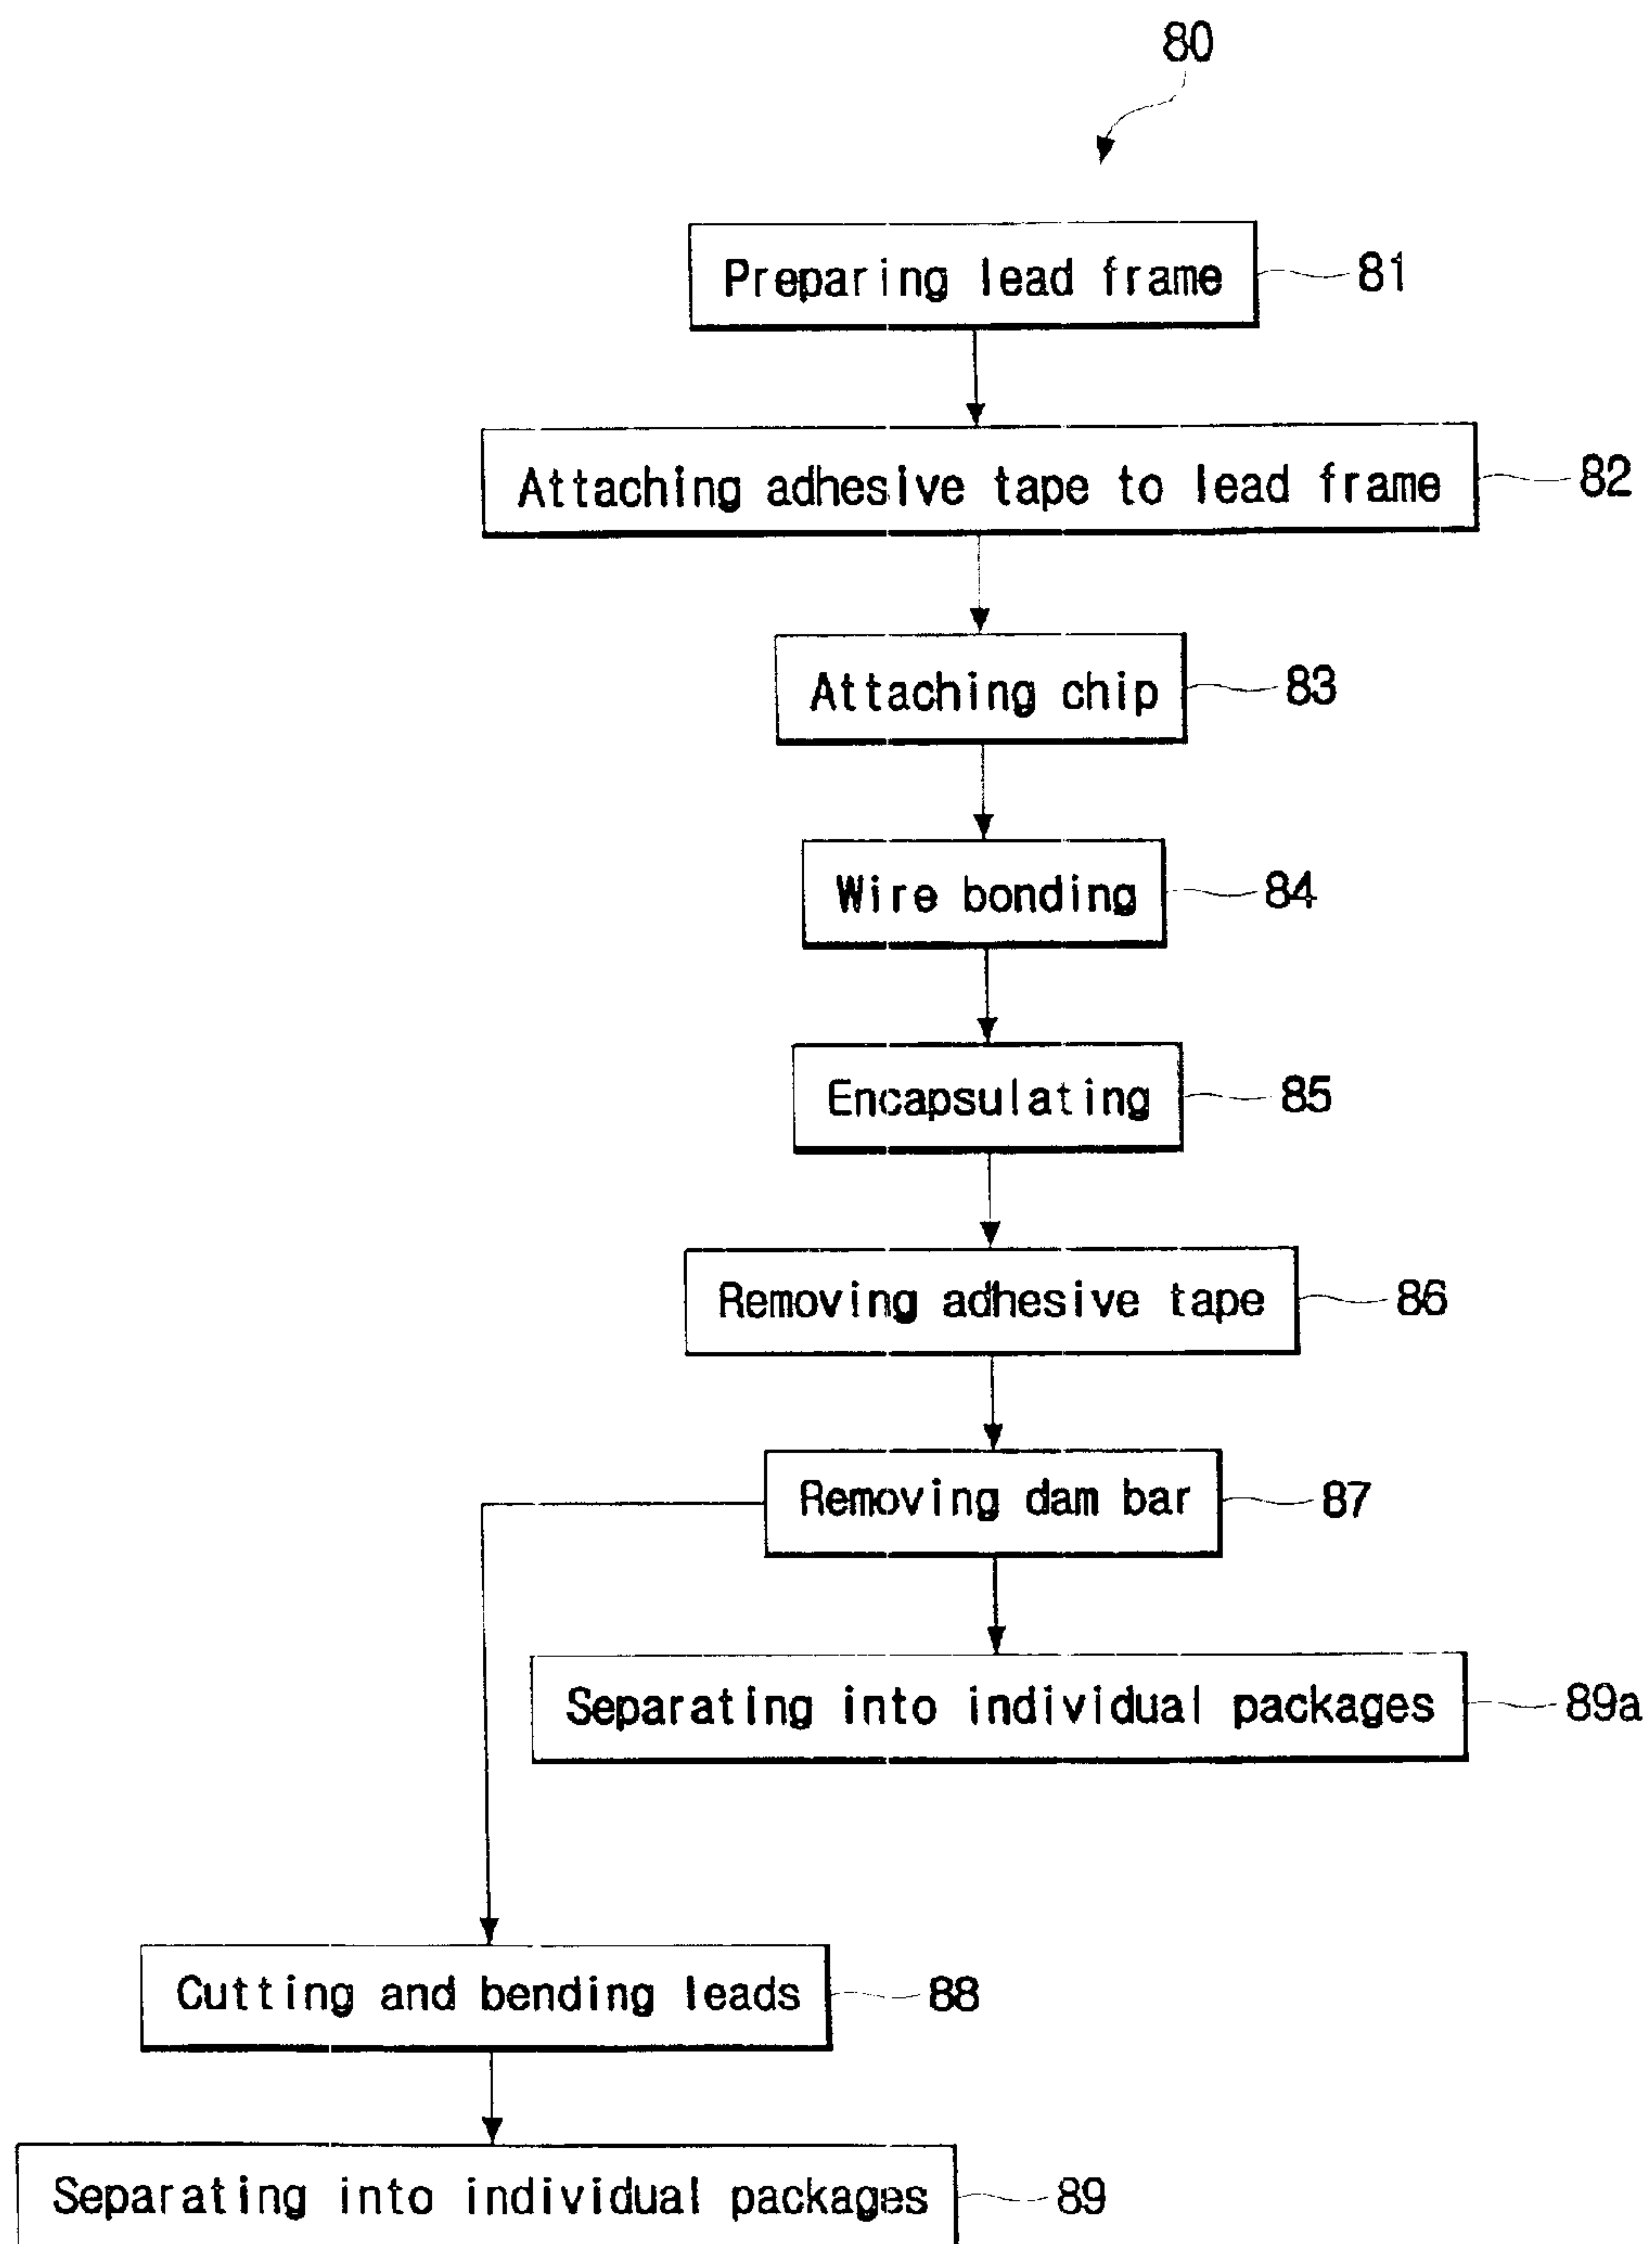 80
Preparing lead frame 81
Attaching adhesive tape to lead frame 82
Attaching chip 83
Wire bonding 84
Encapsulating 85
Removing adhesive tape 86
Removing dam bar 87
Separating into individual packages 89a
Cutting and bending leads 88
Separating into individual packages 89